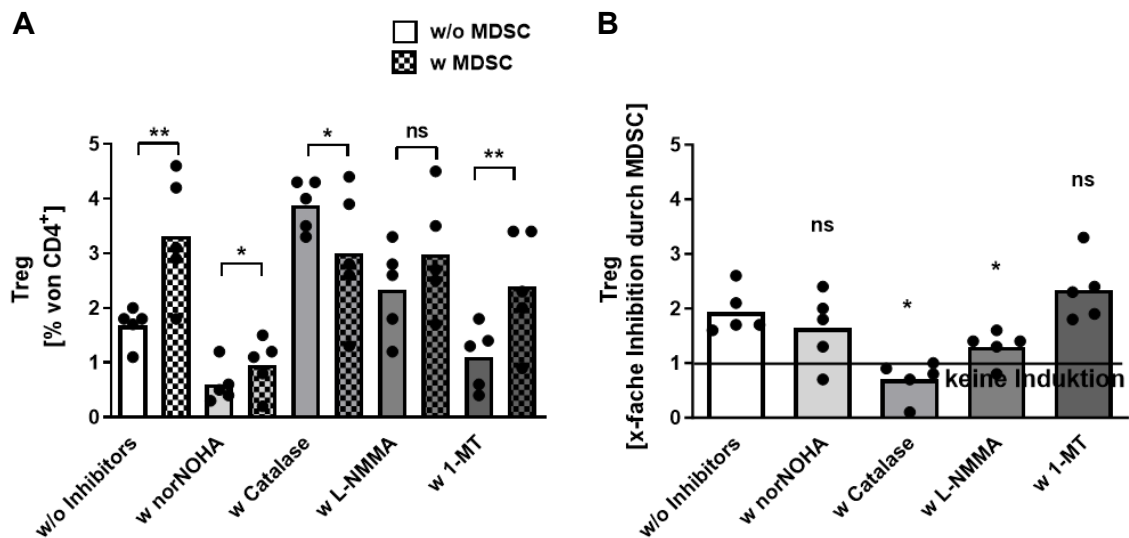 A
w/o MDSC
w MDSC
Treg
[% von CD4⁺]
5
4
3
2
1
0
**
*
*
ns
**
w/o Inhibitors
w norNOHA
w Catalase
w L-NMMA
w 1-MT
B
Treg
[x-fache Inhibition durch MDSC]
5
4
3
2
1
0
ns
*
*
ns
keine Induktion
w/o Inhibitors
w norNOHA
w Catalase
w L-NMMA
w 1-MT